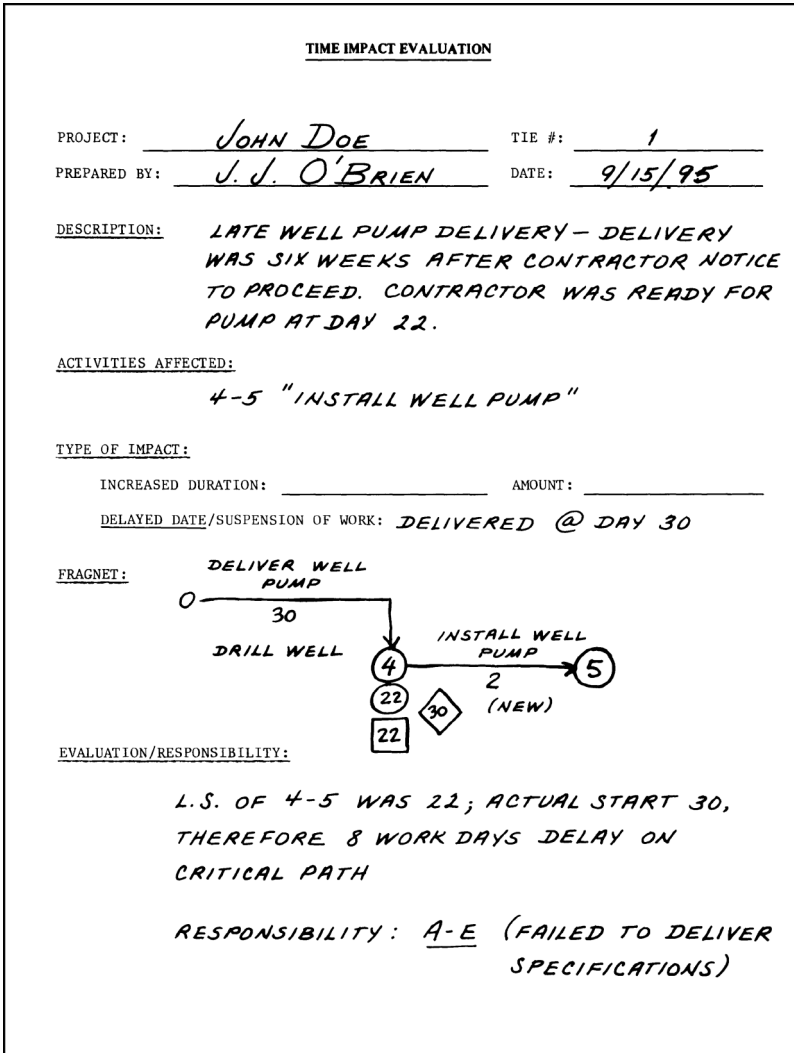 TIME IMPACT EVALUATION
PROJECT: JOHN DOE TIE #: 1
PREPARED BY: J. J. O'BRIEN DATE: 9/15/95
DESCRIPTION: LATE WELL PUMP DELIVERY — DELIVERY
WAS SIX WEEKS AFTER CONTRACTOR NOTICE
TO PROCEED. CONTRACTOR WAS READY FOR
PUMP AT DAY 22.
ACTIVITIES AFFECTED:
4-5 "INSTALL WELL PUMP"
TYPE OF IMPACT:
INCREASED DURATION: AMOUNT:
DELAYED DATE/SUSPENSION OF WORK: DELIVERED @ DAY 30
FRAGNET:
DELIVER WELL
PUMP
0
30
DRILL WELL
INSTALL WELL
PUMP
4
5
2
(NEW)
22
30
22
EVALUATION/RESPONSIBILITY:
L.S. OF 4-5 WAS 22; ACTUAL START 30,
THEREFORE 8 WORK DAYS DELAY ON
CRITICAL PATH
RESPONSIBILITY: A-E (FAILED TO DELIVER
SPECIFICATIONS)